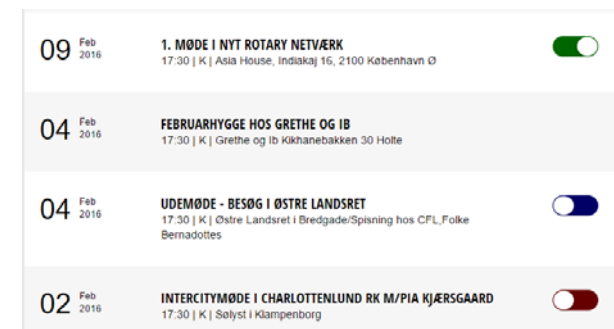 09 Feb 2016
1. MØDE I NYT ROTARY NETVÆRK
17:30 | K | Asia House, Indiakaj 16, 2100 København Ø
04 Feb 2016
FEBRUARHYGGE HOS GRETHE OG IB
17:30 | K | Grethe og Ib Kikhanebakken 30 Holte
04 Feb 2016
UDEMØDE - BESØG I ØSTRE LANDSRET
17:30 | K | Østre Landsret i Bredgade/Spisning hos CFL,Folke
Bernadottes
02 Feb 2016
INTERCITYMØDE I CHARLOTTENLUND RK M/PIA KJÆRSGAARD
17:30 | K | Sølyst i Klampenborg